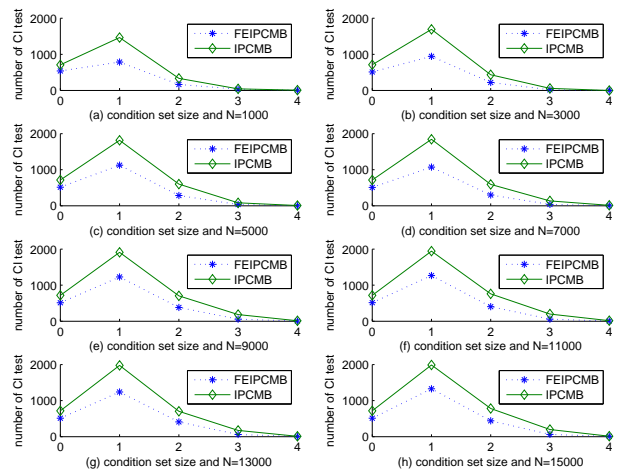 number of CI test
2000
1000
0
0 1 2 3 4
FEIPCMB
IPCMB
(a) condition set size and N=1000
number of CI test
2000
1000
0
0 1 2 3 4
FEIPCMB
IPCMB
(b) condition set size and N=3000
number of CI test
2000
1000
0
0 1 2 3 4
FEIPCMB
IPCMB
(c) condition set size and N=5000
number of CI test
2000
1000
0
0 1 2 3 4
FEIPCMB
IPCMB
(d) condition set size and N=7000
number of CI test
2000
1000
0
0 1 2 3 4
FEIPCMB
IPCMB
(e) condition set size and N=9000
number of CI test
2000
1000
0
0 1 2 3 4
FEIPCMB
IPCMB
(f) condition set size and N=11000
number of CI test
2000
1000
0
0 1 2 3 4
FEIPCMB
IPCMB
(g) condition set size and N=13000
number of CI test
2000
1000
0
0 1 2 3 4
FEIPCMB
IPCMB
(h) condition set size and N=15000